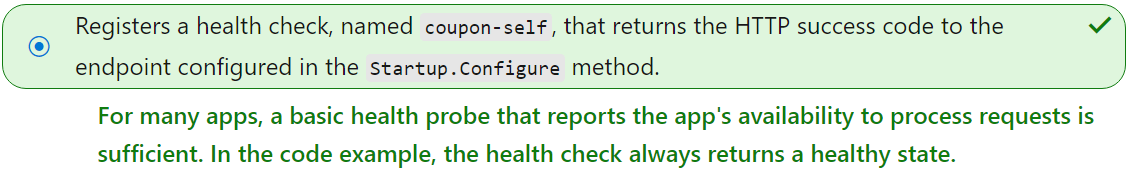 Registers a health check, named coupon-self, that returns the HTTP success code to the
endpoint configured in the Startup.Configure method.
For many apps, a basic health probe that reports the app's availability to process requests is
sufficient. In the code example, the health check always returns a healthy state.